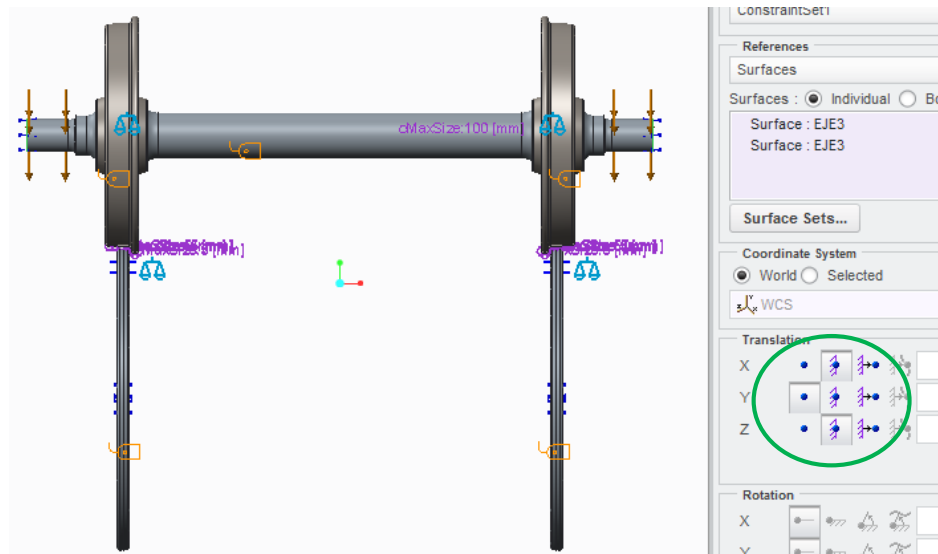 ConstraintSet1
References
Surfaces
Surfaces : Individual Bo
Surface : EJE3
Surface : EJE3
Surface Sets...
Coordinate System
World Selected
WCS
Translation
X
Y
Z
Rotation
X
Y
cMaxSize:100 [mm]